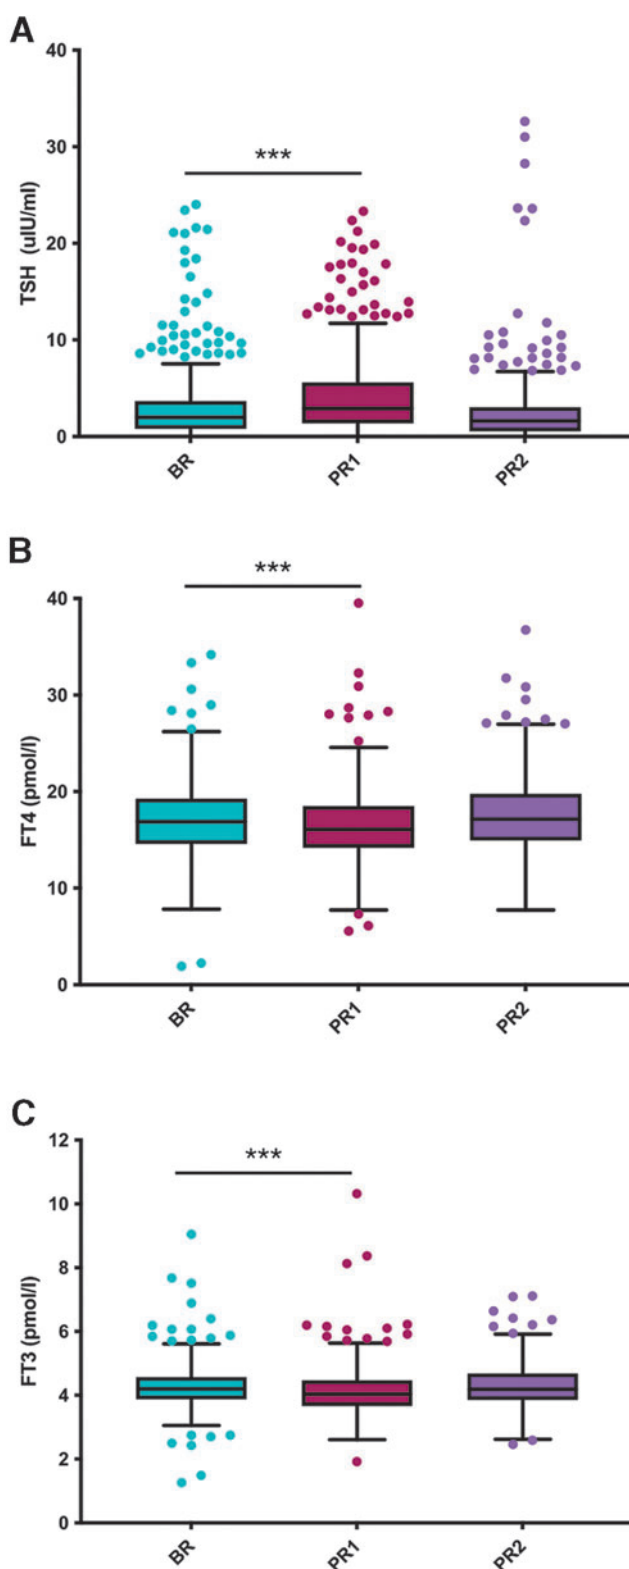 A
40
30
20
10
0
TSH (uIU/ml)
***
BR
PR1
PR2
B
40
30
20
10
0
FT4 (pmol/l)
***
BR
PR1
PR2
C
12
10
8
6
4
2
0
FT3 (pmol/l)
***
BR
PR1
PR2